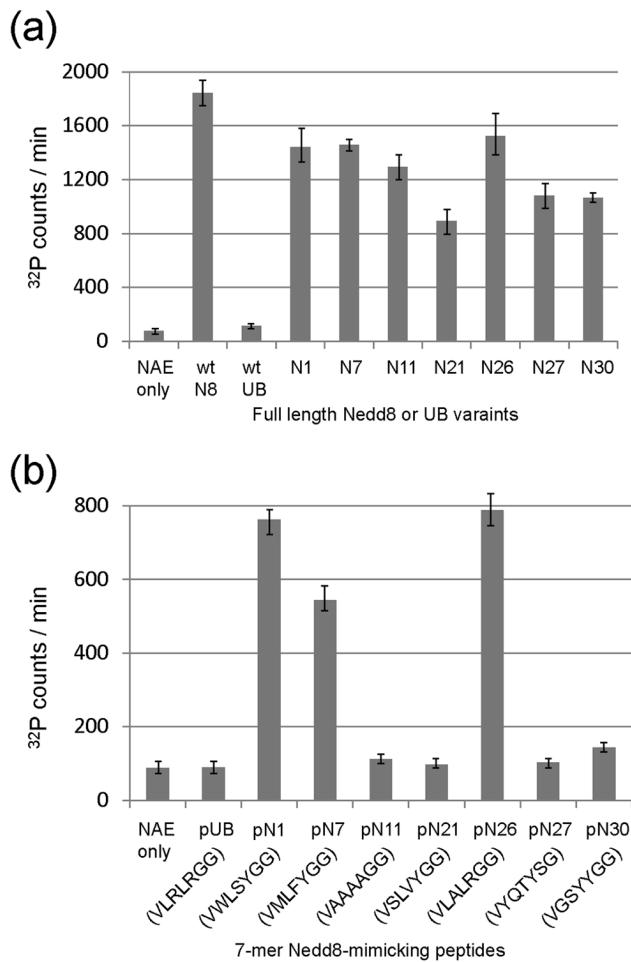 (a)
2000
1600
1200
800
400
0
32P counts / min
NAE only
wt N8
wt UB
N1
N7
N11
N21
N26
N27
N30
Full length Nedd8 or UB varaints
(b)
800
600
400
200
0
32P counts / min
NAE only
pUB
pN1
pN7
pN11
pN21
pN26
pN27
pN30
(VLRLRGG)
(VWLSYGG)
(VMLFYGG)
(VAAAAGG)
(VSLVYGG)
(VLALRGG)
(VYQTYSG)
(VGSYYGG)
7-mer Nedd8-mimicking peptides